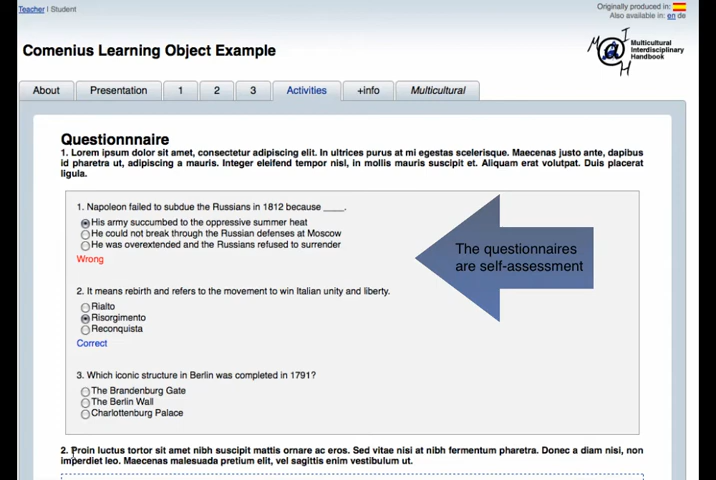 Teacher | Student
Originally produced in:
Also available in: en de
Comenius Learning Object Example
M@IH
Multicultural
Interdisciplinary
Handbook
About
Presentation
1
2
3
Activities
+info
Multicultural
Questionnnaire
1. Lorem ipsum dolor sit amet, consectetur adipiscing elit. In ultrices purus at mi egestas scelerisque. Maecenas justo ante, dapibus
id pharetra ut, adipiscing a mauris. Integer eleifend tempor nisl, in mollis mauris suscipit et. Aliquam erat volutpat. Duis placerat
ligula.
1. Napoleon failed to subdue the Russians in 1812 because ____.
His army succumbed to the oppressive summer heat
He could not break through the Russian defenses at Moscow
He was overextended and the Russians refused to surrender
Wrong
The questionnaires
are self-assessment
2. It means rebirth and refers to the movement to win Italian unity and liberty.
Rialto
Risorgimento
Reconquista
Correct
3. Which iconic structure in Berlin was completed in 1791?
The Brandenburg Gate
The Berlin Wall
Charlottenburg Palace
2. Proin luctus tortor sit amet nibh suscipit mattis ornare ac eros. Sed vitae nisi at nibh fermentum pharetra. Donec a diam nisi, non
imperdiet leo. Maecenas malesuada pretium elit, vel sagittis enim vestibulum ut.